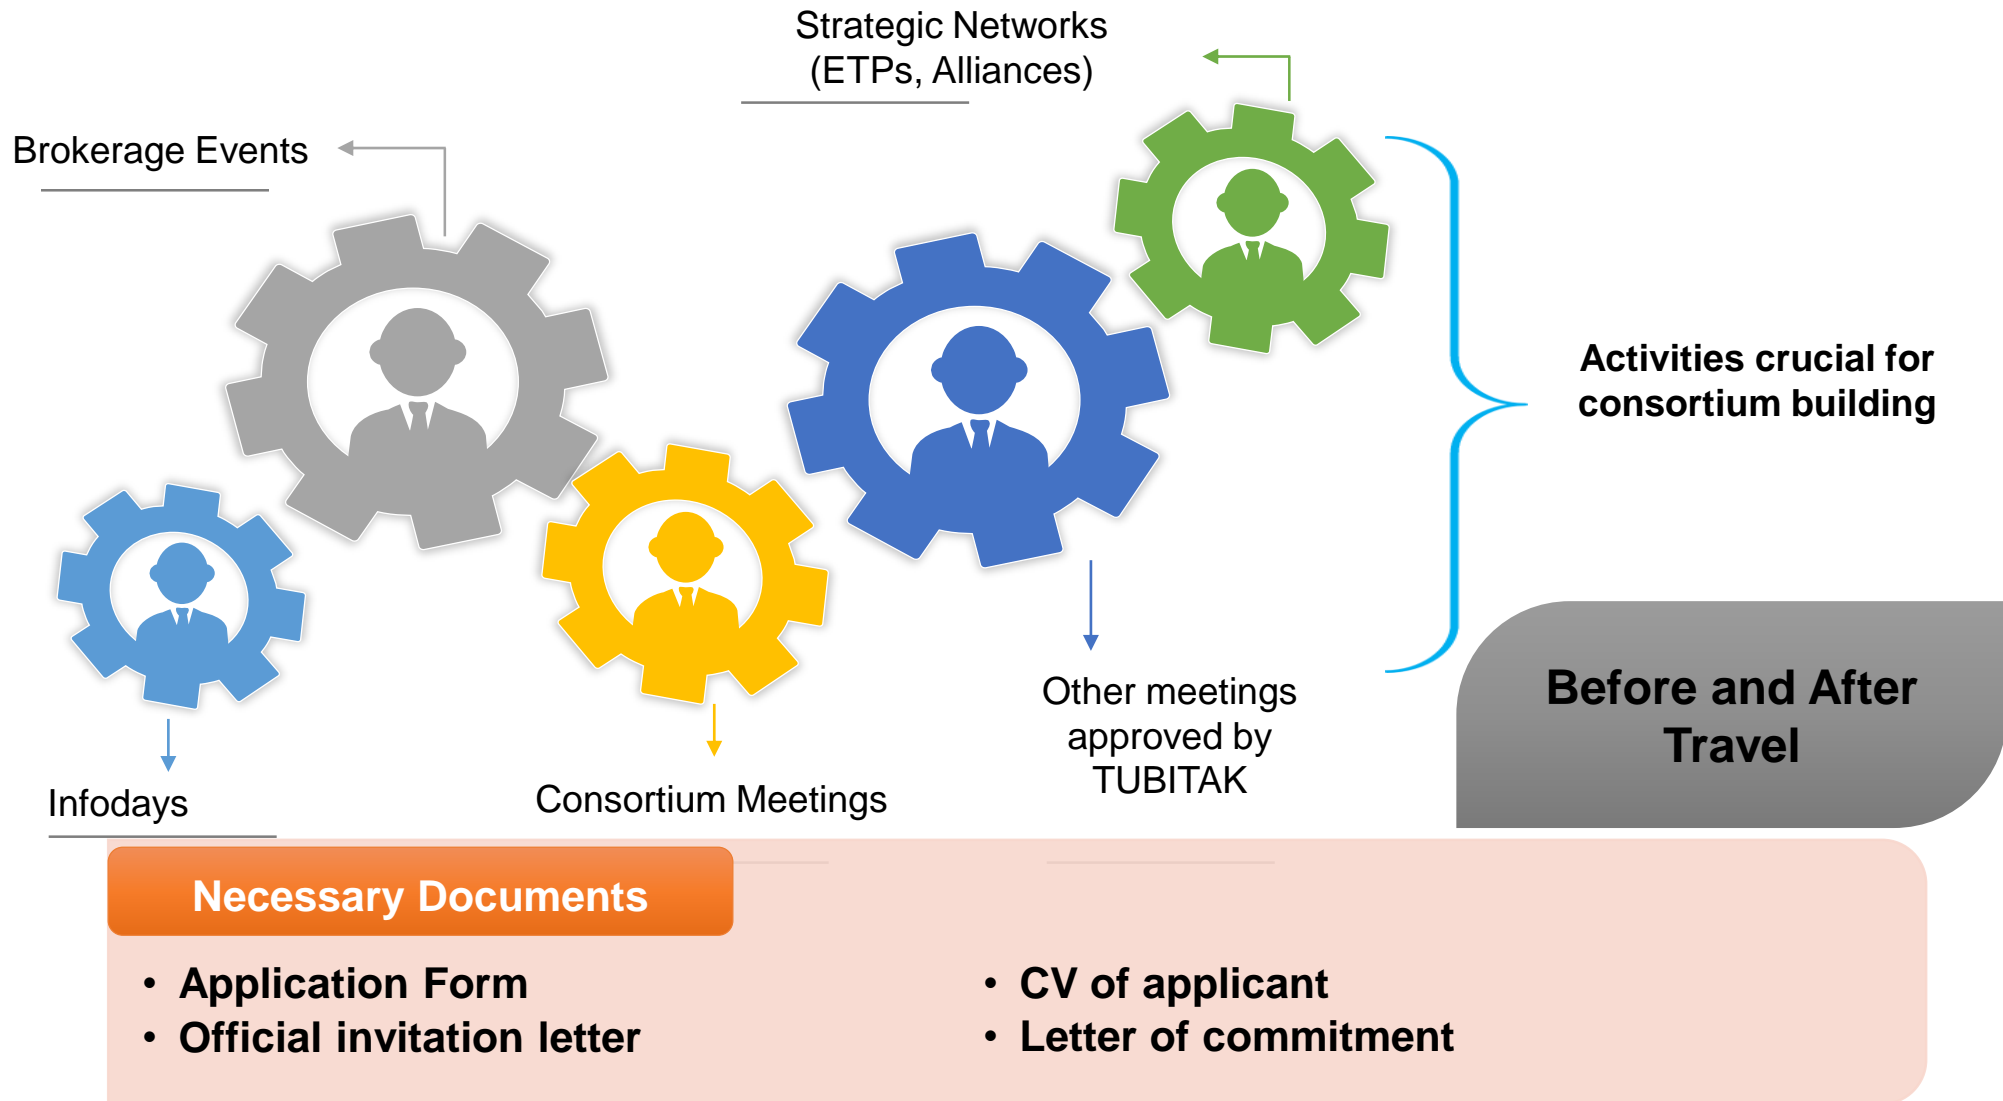 Strategic Networks
(ETPs, Alliances)
Brokerage Events
Activities crucial for
consortium building
Other meetings
approved by
TUBITAK
Before and After
Travel
Infodays
Consortium Meetings
Necessary Documents
• Application Form
• Official invitation letter
• CV of applicant
• Letter of commitment